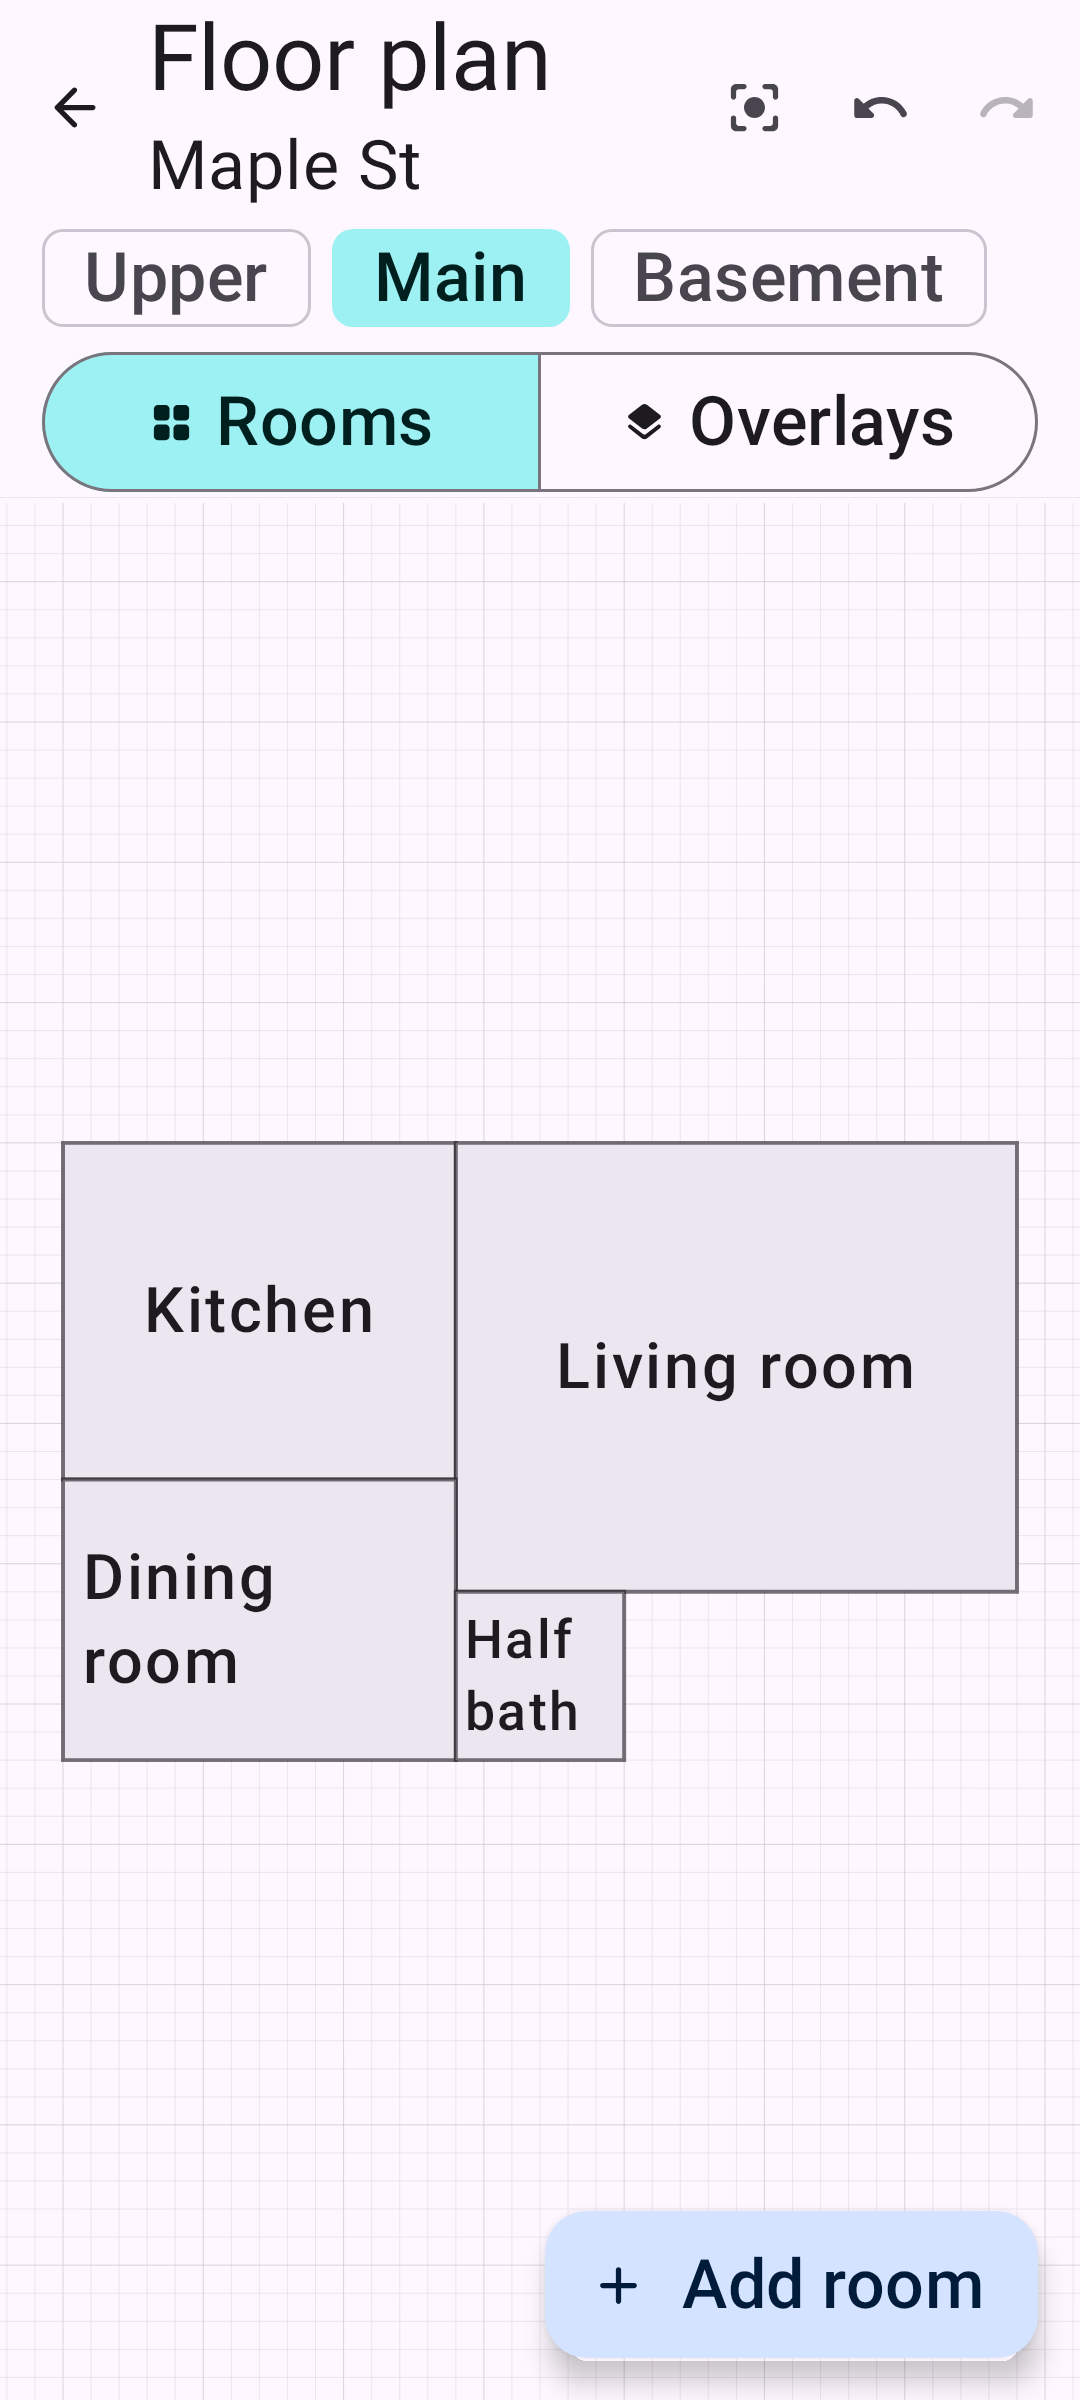 Floor plan
Maple St
Upper
Main
Basement
Rooms
Overlays
Kitchen
Living room
Dining
room
Half
bath
Add room